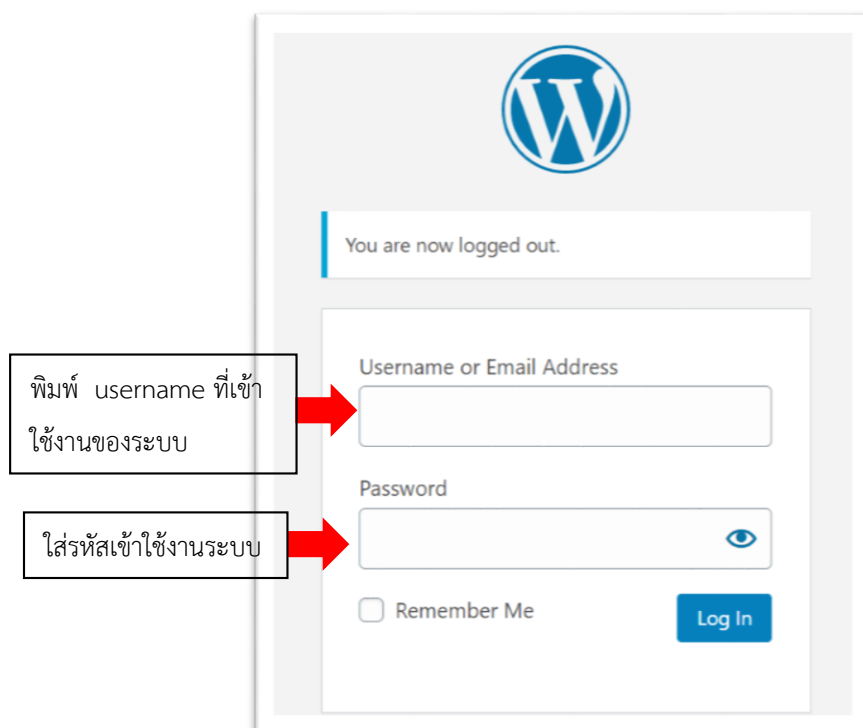 You are now logged out.
Username or Email Address
พิมพ์ username ที่เข้า
ใช้งานของระบบ
Password
ใส่รหัสเข้าใช้งานระบบ
Remember Me
Log In